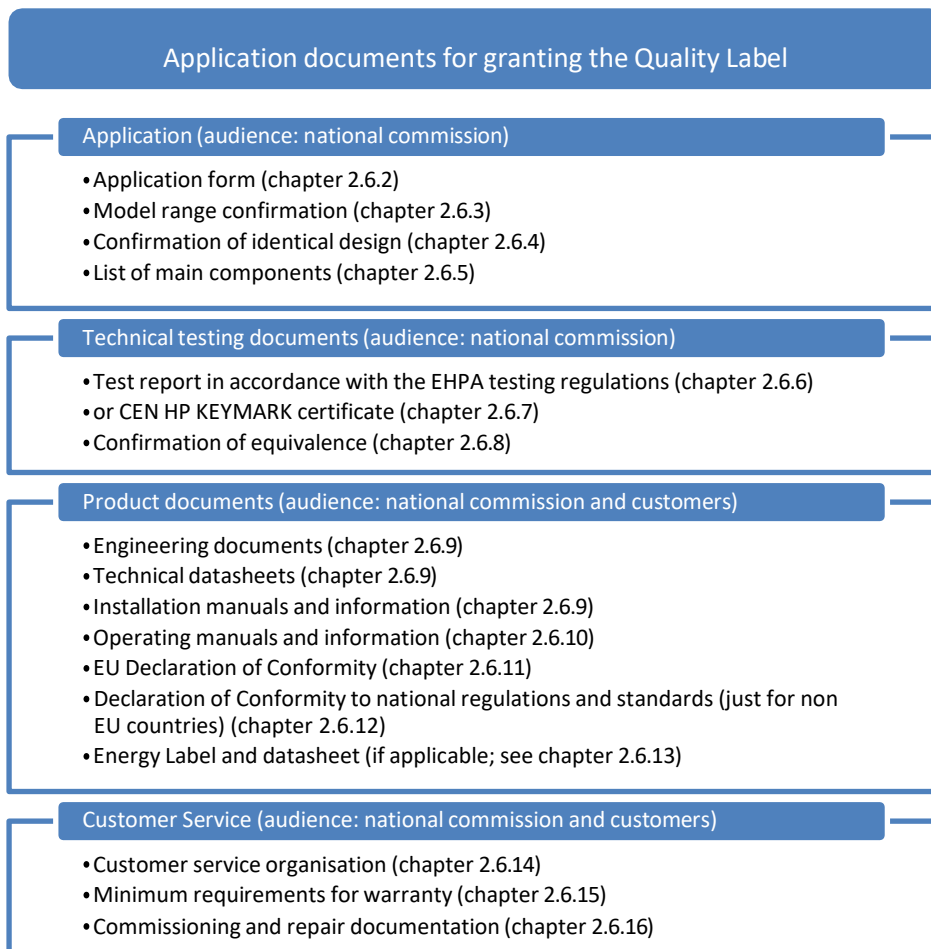 Application documents for granting the Quality Label
Application (audience: national commission)
•Application form (chapter 2.6.2)
•Model range confirmation (chapter 2.6.3)
•Confirmation of identical design (chapter 2.6.4)
•List of main components (chapter 2.6.5)
Technical testing documents (audience: national commission)
•Test report in accordance with the EHPA testing regulations (chapter 2.6.6)
•or CEN HP KEYMARK certificate (chapter 2.6.7)
•Confirmation of equivalence (chapter 2.6.8)
Product documents (audience: national commission and customers)
•Engineering documents (chapter 2.6.9)
•Technical datasheets (chapter 2.6.9)
•Installation manuals and information (chapter 2.6.9)
•Operating manuals and information (chapter 2.6.10)
•EU Declaration of Conformity (chapter 2.6.11)
•Declaration of Conformity to national regulations and standards (just for non
EU countries) (chapter 2.6.12)
•Energy Label and datasheet (if applicable; see chapter 2.6.13)
Customer Service (audience: national commission and customers)
•Customer service organisation (chapter 2.6.14)
•Minimum requirements for warranty (chapter 2.6.15)
•Commissioning and repair documentation (chapter 2.6.16)